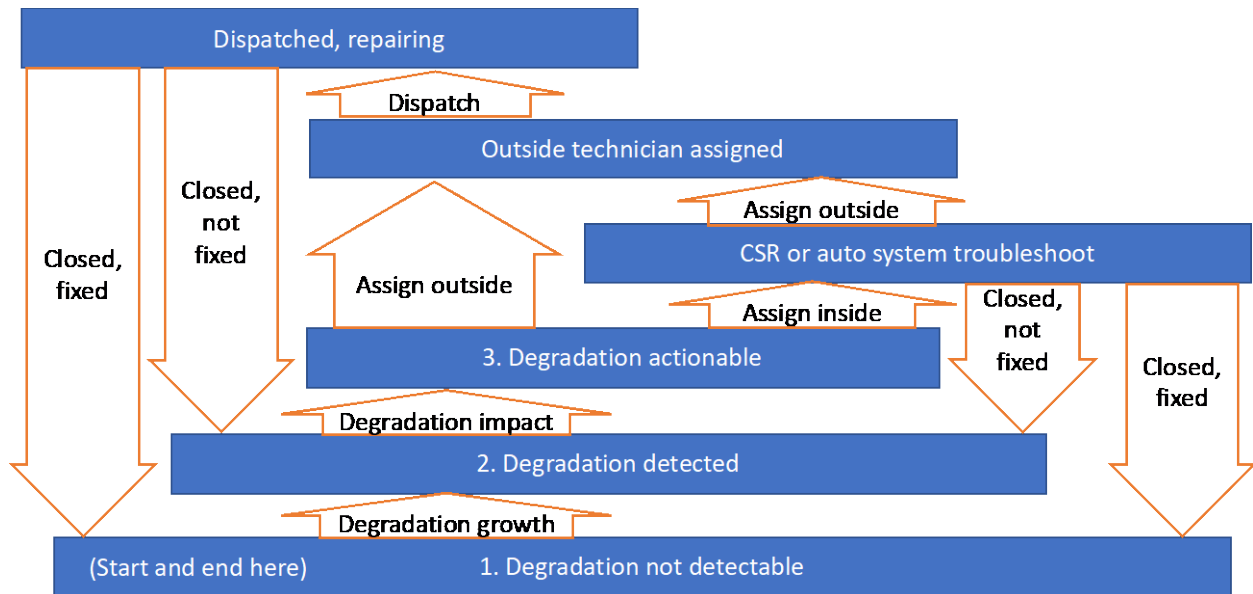 Dispatched, repairing
Dispatch
Outside technician assigned
Closed,
not
fixed
Assign outside
Closed,
fixed
CSR or auto system troubleshoot
Assign outside
Assign inside
Closed,
not
fixed
3. Degradation actionable
Closed,
fixed
Degradation impact
2. Degradation detected
Degradation growth
(Start and end here)
1. Degradation not detectable